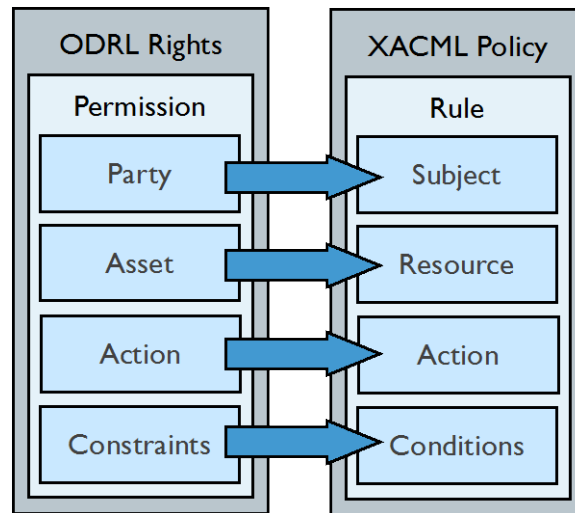 ODRL Rights
Permission
Party
Asset
Action
Constraints
XACML Policy
Rule
Subject
Resource
Action
Conditions